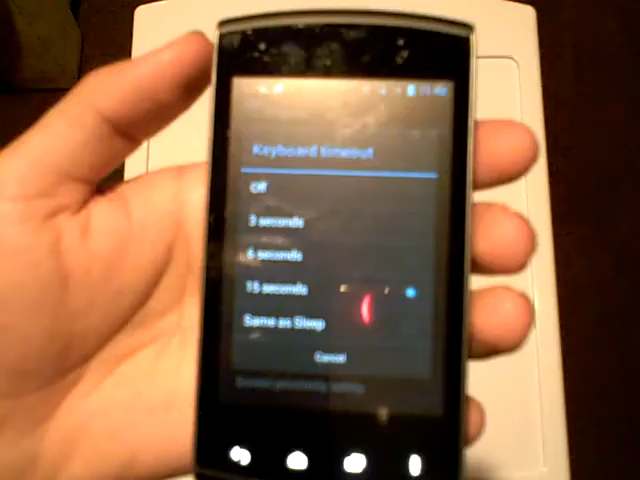 Keyboard timeout
Off
3 seconds
6 seconds
15 seconds
Same as Sleep
Cancel